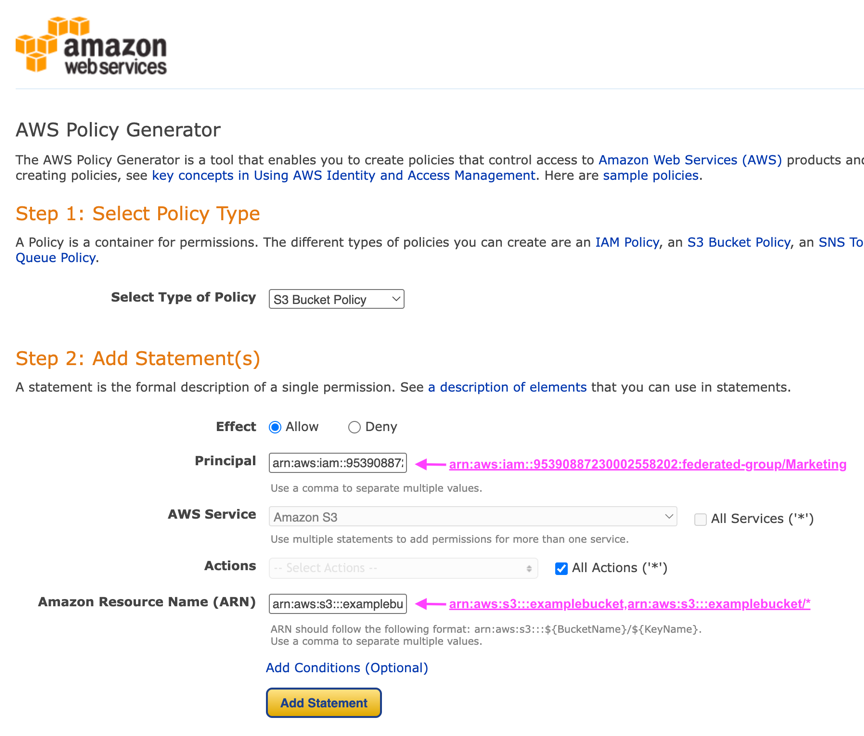 amazon
web services
AWS Policy Generator
The AWS Policy Generator is a tool that enables you to create policies that control access to Amazon Web Services (AWS) products and
creating policies, see key concepts in Using AWS Identity and Access Management. Here are sample policies.
Step 1: Select Policy Type
A Policy is a container for permissions. The different types of policies you can create are an IAM Policy, an S3 Bucket Policy, an SNS To
Queue Policy.
Select Type of Policy S3 Bucket Policy
Step 2: Add Statement(s)
A statement is the formal description of a single permission. See a description of elements that you can use in statements.
Effect Allow Deny
Principal arn:aws:iam::95390887: arn:aws:iam::95390887230002558202:federated-group/Marketing
Use a comma to separate multiple values.
AWS Service Amazon S3 All Services ('*')
Use multiple statements to add permissions for more than one service.
Actions -- Select Actions -- All Actions ('*')
Amazon Resource Name (ARN) arn:aws:s3:::examplebu arn:aws:s3:::examplebucket,arn:aws:s3:::examplebucket/*
ARN should follow the following format: arn:aws:s3:::${BucketName}/${KeyName}.
Use a comma to separate multiple values.
Add Conditions (Optional)
Add Statement